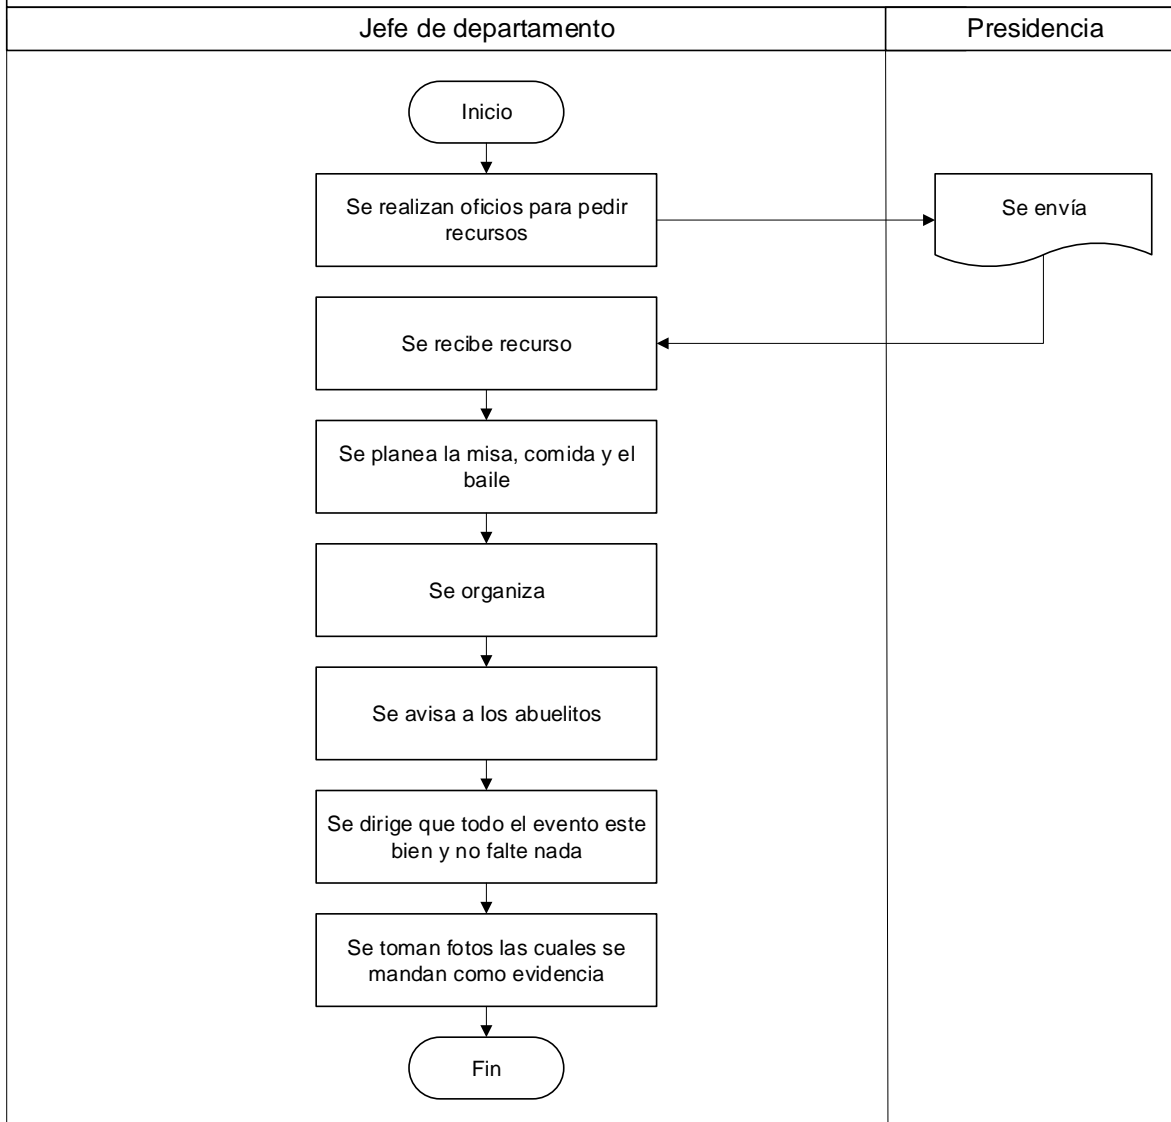 Jefe de departamento
Presidencia
Inicio
Se realizan oficios para pedir
recursos
Se envía
Se recibe recurso
Se planea la misa, comida y el
baile
Se organiza
Se avisa a los abuelitos
Se dirige que todo el evento este
bien y no falte nada
Se toman fotos las cuales se
mandan como evidencia
Fin